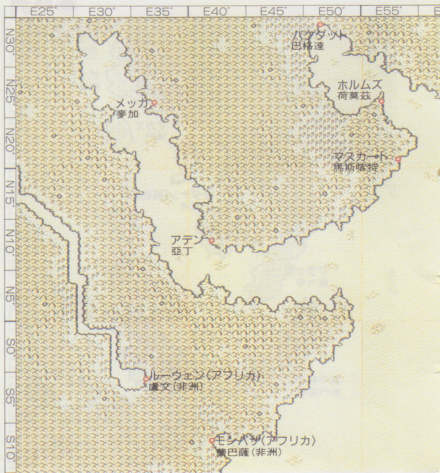 E25° E30° E35° E40° E45° E50° E55°
N30
N25
N20
N15
N10
N5
S0°
S5
S10°
バグダット
巴格達
ホルムズ
荷莫茲
メッカ
麥加
マスカート
馬斯喀特
アデン
亞丁
ルーウェン(アフリカ)
盧文(非洲)
モンバサ(アフリカ)
蒙巴薩(非洲)